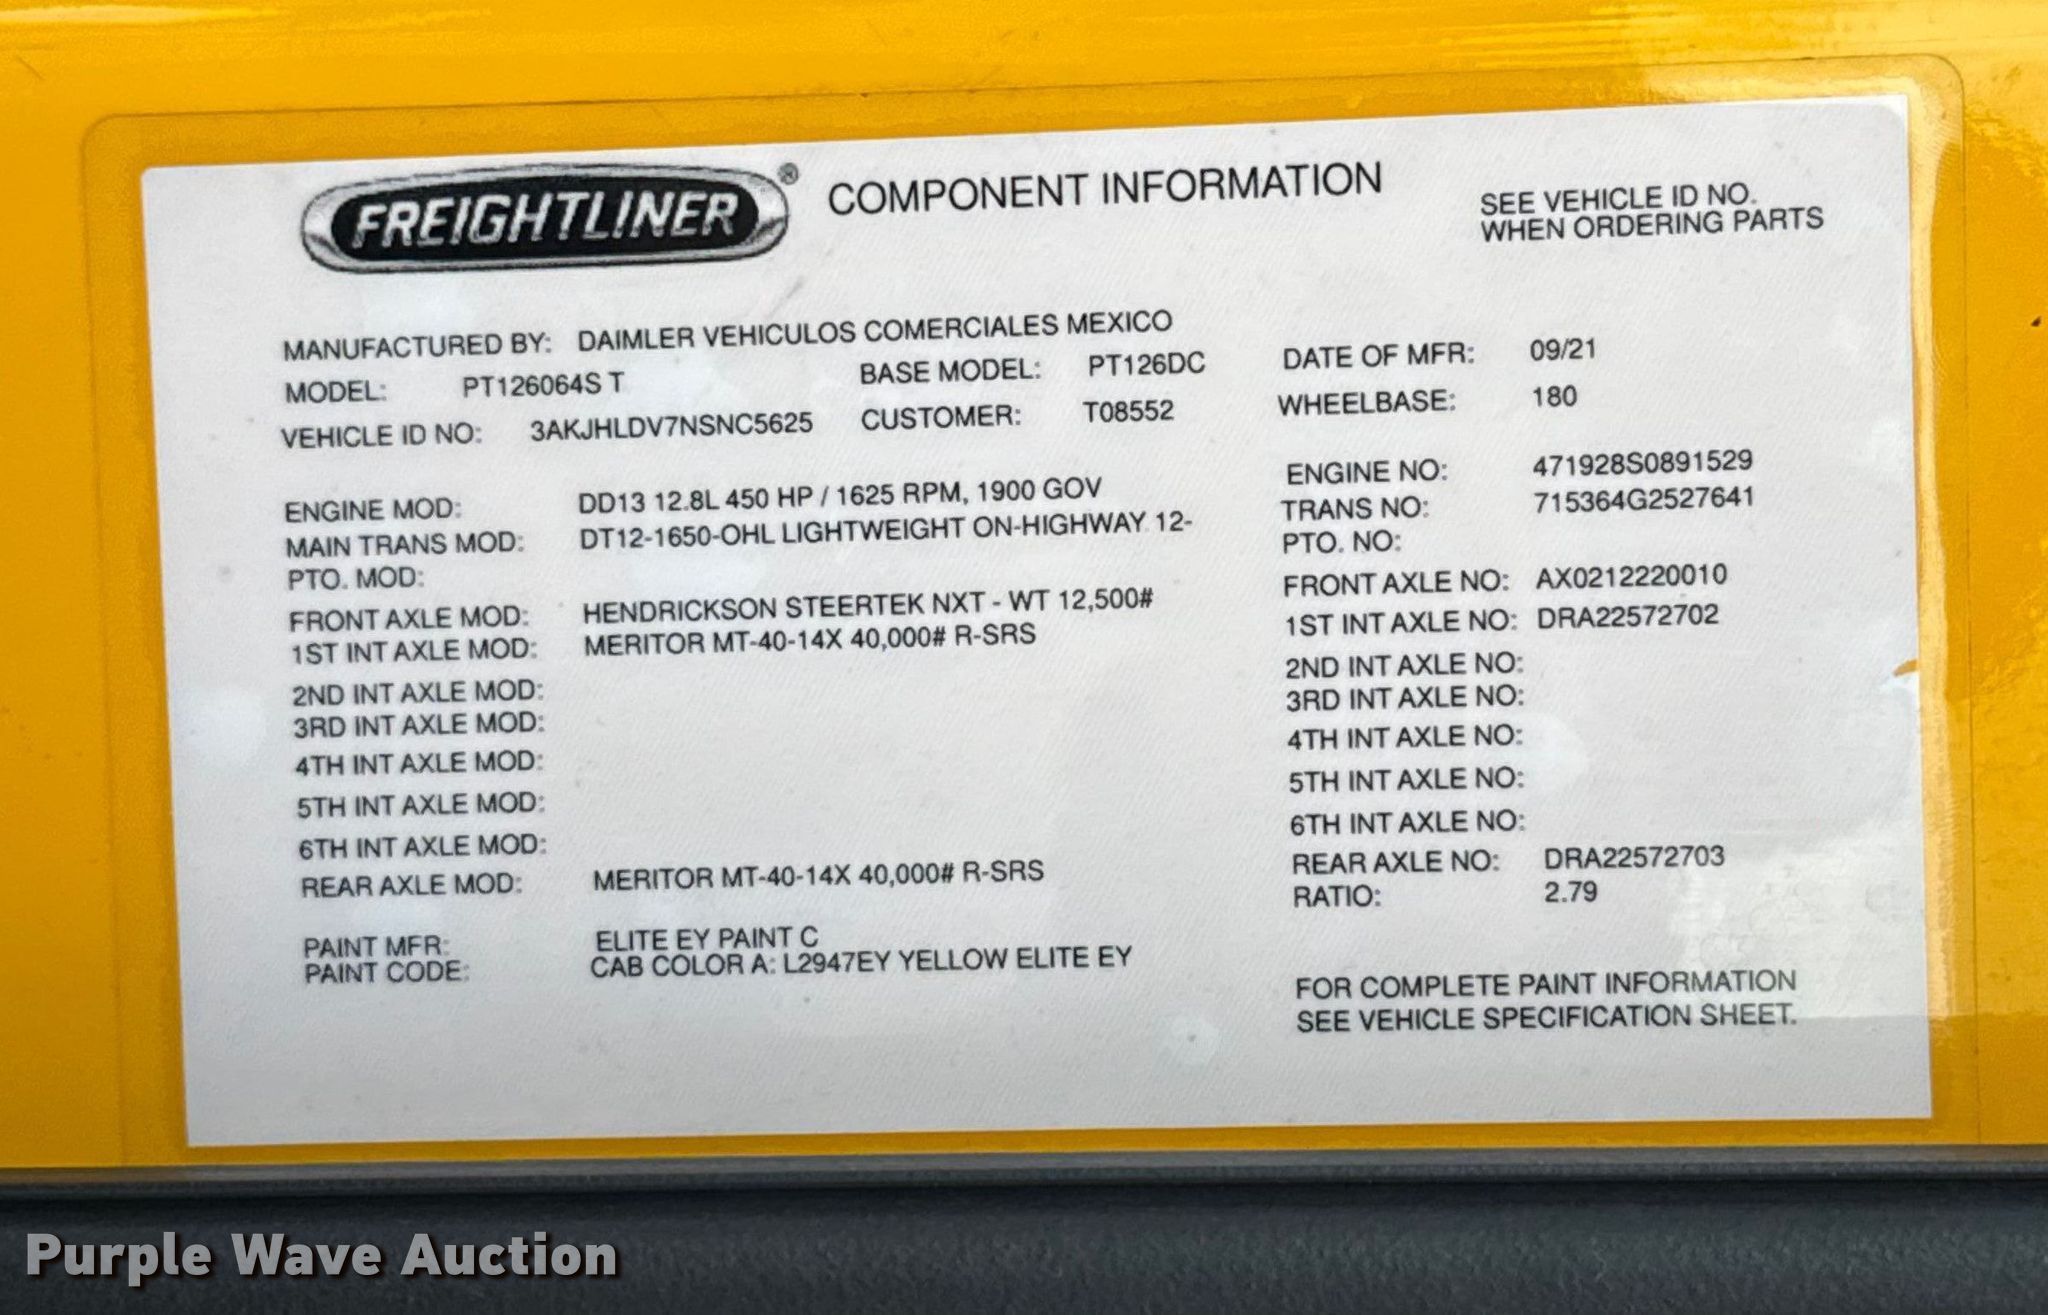 FREIGHTLINER® COMPONENT INFORMATION
SEE VEHICLE ID NO.
WHEN ORDERING PARTS
MANUFACTURED BY: DAIMLER VEHICULOS COMERCIALES MEXICO
MODEL: PT126064S T BASE MODEL: PT126DC DATE OF MFR: 09/21
VEHICLE ID NO: 3AKJHLDV7NSNC5625 CUSTOMER: T08552 WHEELBASE: 180
ENGINE MOD: DD13 12.8L 450 HP / 1625 RPM, 1900 GOV ENGINE NO: 471928S0891529
MAIN TRANS MOD: DT12-1650-OHL LIGHTWEIGHT ON-HIGHWAY 12- TRANS NO: 715364G2527641
PTO. MOD: PTO. NO:
FRONT AXLE MOD: HENDRICKSON STEERTEK NXT - WT 12,500# FRONT AXLE NO: AX0212220010
1ST INT AXLE MOD: MERITOR MT-40-14X 40,000# R-SRS 1ST INT AXLE NO: DRA22572702
2ND INT AXLE MOD: 2ND INT AXLE NO:
3RD INT AXLE MOD: 3RD INT AXLE NO:
4TH INT AXLE MOD: 4TH INT AXLE NO:
5TH INT AXLE MOD: 5TH INT AXLE NO:
6TH INT AXLE MOD: 6TH INT AXLE NO:
REAR AXLE MOD: MERITOR MT-40-14X 40,000# R-SRS REAR AXLE NO: DRA22572703
RATIO: 2.79
PAINT MFR: ELITE EY PAINT C
PAINT CODE: CAB COLOR A: L2947EY YELLOW ELITE EY
FOR COMPLETE PAINT INFORMATION
SEE VEHICLE SPECIFICATION SHEET.
Purple Wave Auction